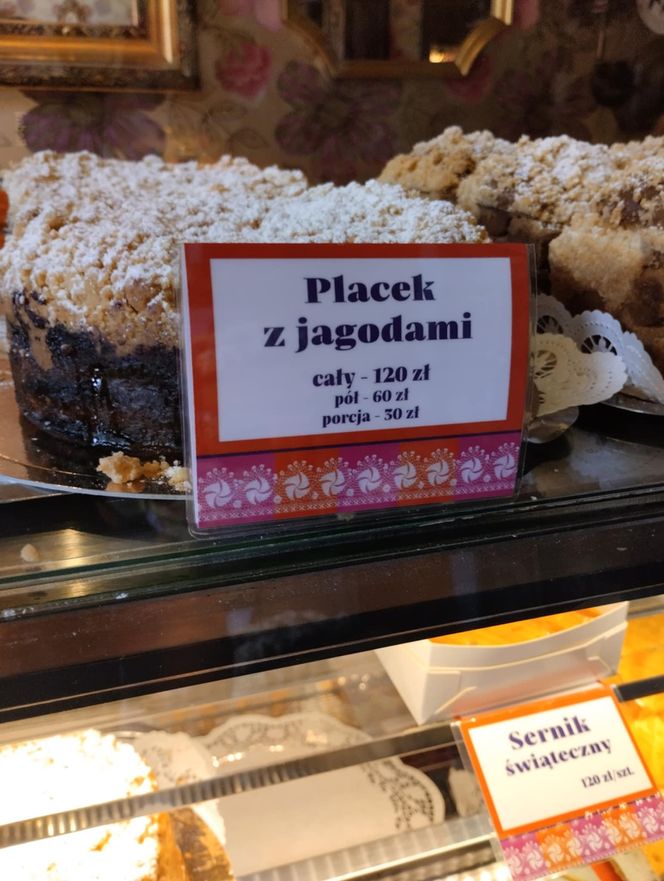 Placek
z jagodami
cały - 120 zł
pół - 60 zł
porcja - 30 zł
Sernik
świąteczny
120 zł/szt.